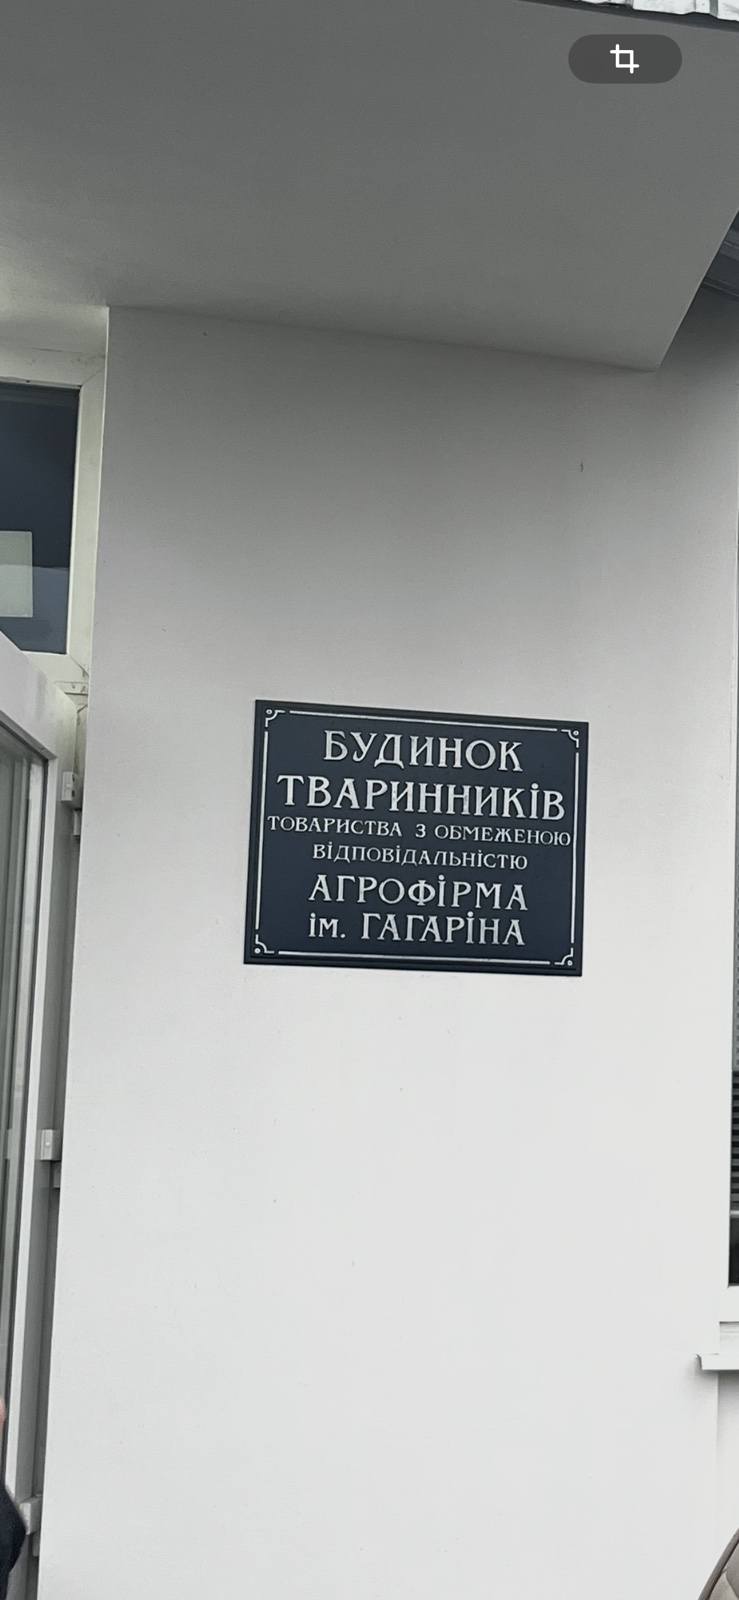 БУДИНОК
ТВАРИННИКІВ
ТОВАРИСТВА З ОБМЕЖЕНОЮ
ВІДПОВІДАЛЬНІСТЮ
АГРОФІРМА
ім. ГАГАРІНА